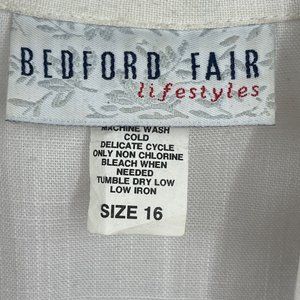 BEDFORD FAIR
lifestyles
MACHINE WASH
COLD
DELICATE CYCLE
ONLY NON CHLORINE
BLEACH WHEN
NEEDED
TUMBLE DRY LOW
LOW IRON
SIZE 16